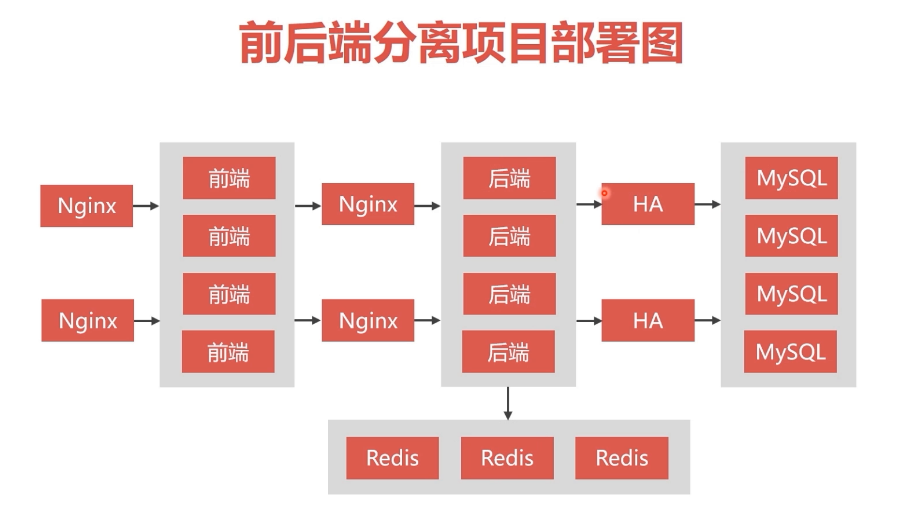 前后端分离项目部署图
Nginx
Nginx
前端
前端
前端
前端
Nginx
Nginx
后端
后端
后端
后端
HA
HA
MySQL
MySQL
MySQL
MySQL
Redis
Redis
Redis